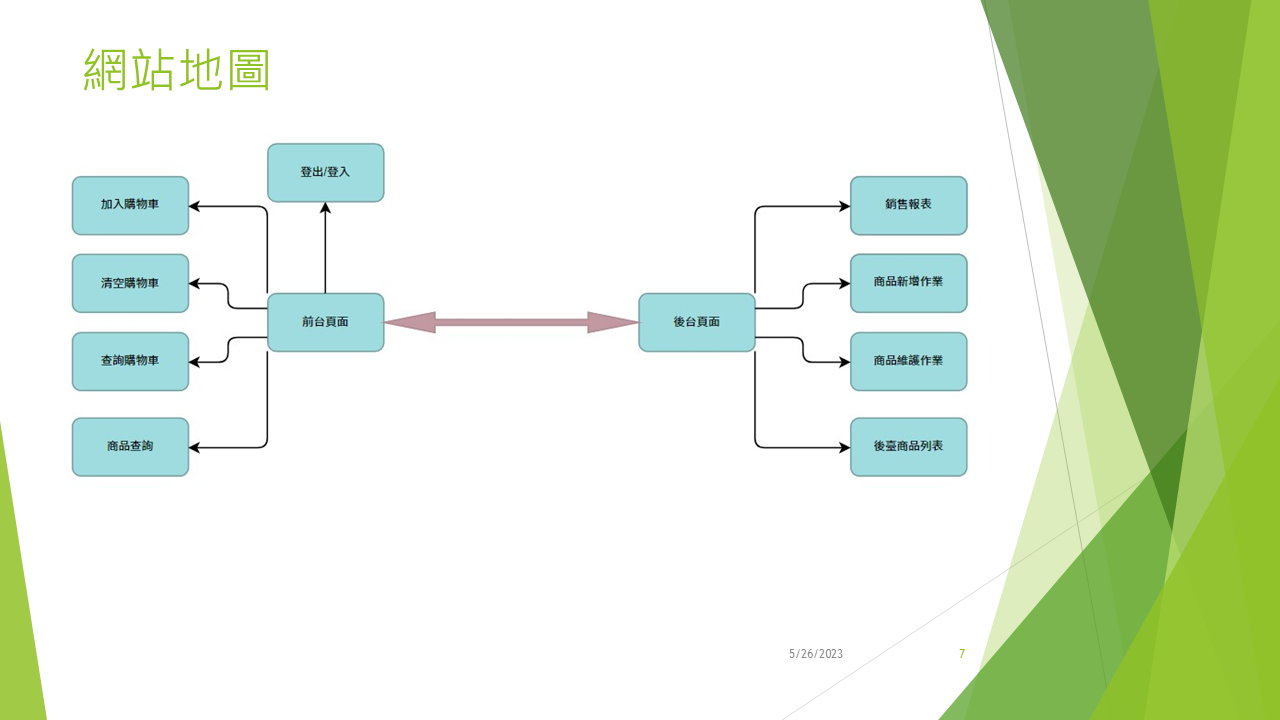 網站地圖
登出/登入
加入購物車
清空購物車
查詢購物車
商品查詢
前台頁面
後台頁面
銷售報表
商品新增作業
商品維護作業
後臺商品列表
5/26/2023
7